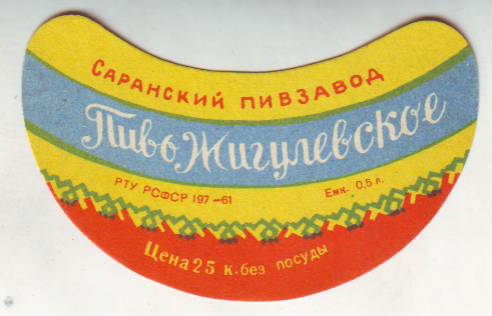 САРАНСКИЙ ПИВЗАВОД
Пиво Жигулевское
РТУ РСФСР 197-61 Емк. 0,5 л.
Цена 25 к. без посуды